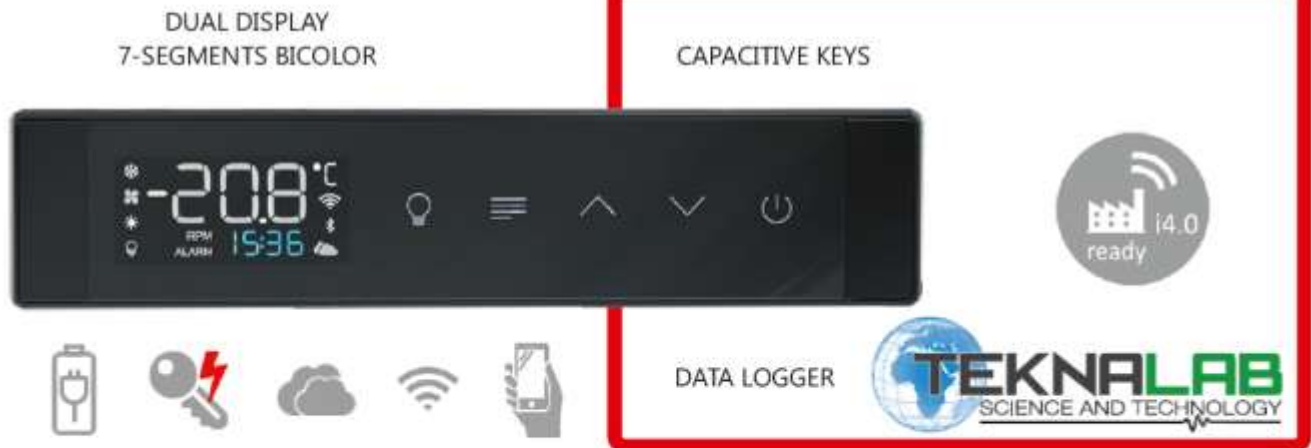 DUAL DISPLAY
7-SEGMENTS BICOLOR
CAPACITIVE KEYS
-20.8 °C
RPM
ALARM 15:36
i4.0
ready
DATA LOGGER
TEKNALAB
SCIENCE AND TECHNOLOGY